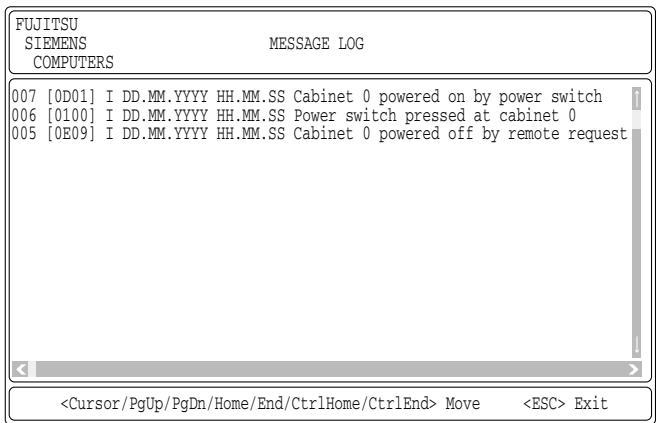 FUJITSU
SIEMENS MESSAGE LOG
COMPUTERS
007 [0D01] I DD.MM.YYYY HH.MM.SS Cabinet 0 powered on by power switch
006 [0100] I DD.MM.YYYY HH.MM.SS Power switch pressed at cabinet 0
005 [0E09] I DD.MM.YYYY HH.MM.SS Cabinet 0 powered off by remote request
<Cursor/PgUp/PgDn/Home/End/CtrlHome/CtrlEnd> Move <ESC> Exit